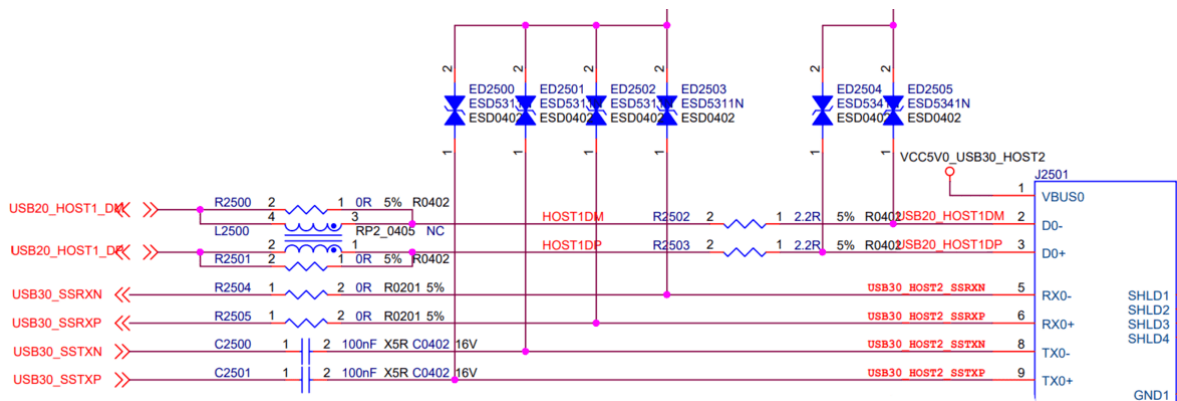 2 2 2 2 2 2
ED2500 ED2501 ED2502 ED2503 ED2504 ED2505
ESD5311N ESD5311N ESD5341N ESD5341N
ESD0402 ESD0402 ESD0402 ESD0402 ESD0402 ESD0402
1 1 1 1 1 1
VCC5V0_USB30_HOST2
J2501
1 VBUS0
R2500 2 1 0R 5% R0402
USB20_HOST1_DM 4 3 HOST1DM R2502 2 1 2.2R 5% R0402 USB20_HOST1DM 2 D0-
L2500 RP2_0405 NC
2 1 HOST1DP R2503 2 1 2.2R 5% R0402 USB20_HOST1DP 3 D0+
R2501 2 1 0R 5% R0402
USB30_SSRXN R2504 1 2 0R R0201 5% USB30_HOST2_SSRXN 5 RX0- SHLD1
SHLD2
USB30_SSRXP R2505 1 2 0R R0201 5% USB30_HOST2_SSRXP 6 RX0+ SHLD3
SHLD4
USB30_SSTXN C2500 1 2 100nF X5R C0402 16V USB30_HOST2_SSTXN 8 TX0-
USB30_SSTXP C2501 1 2 100nF X5R C0402 16V USB30_HOST2_SSTXP 9 TX0+
GND1